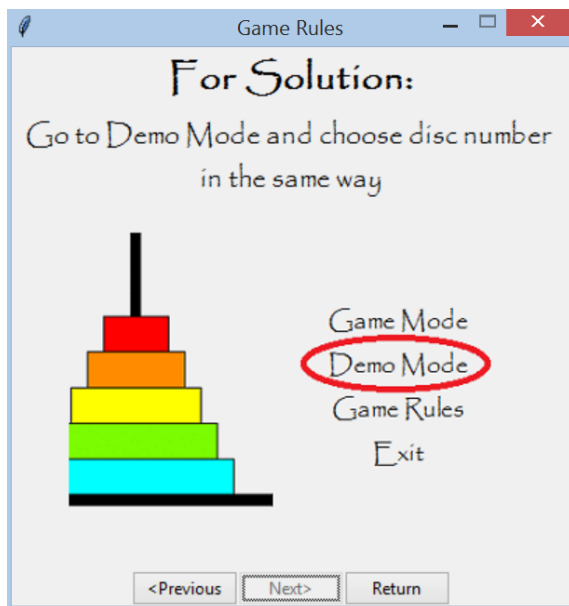 Game Rules
For Solution:
Go to Demo Mode and choose disc number
in the same way
Game Mode
Demo Mode
Game Rules
Exit
<Previous
Next>
Return